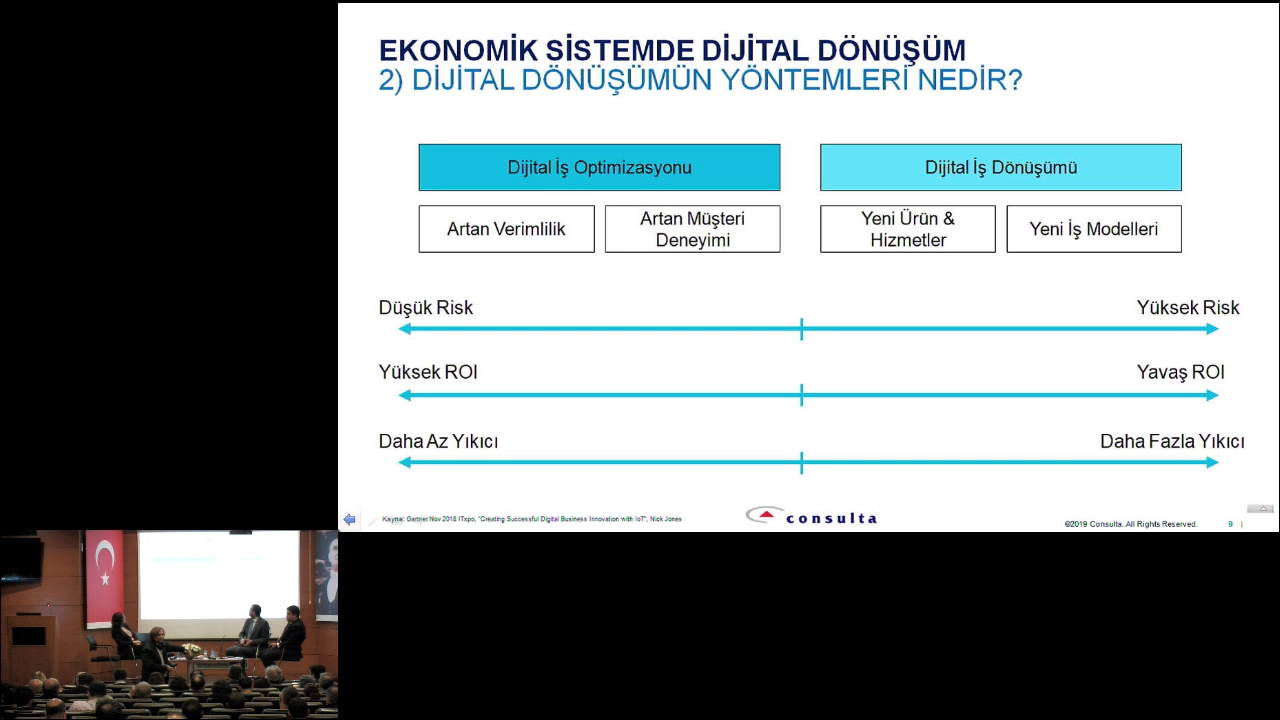 EKONOMİK SİSTEMDE DİJİTAL DÖNÜŞÜM
2) DİJİTAL DÖNÜŞÜMÜN YÖNTEMLERİ NEDİR?
Dijital İş Optimizasyonu
Dijital İş Dönüşümü
Artan Verimlilik
Artan Müşteri
Deneyimi
Yeni Ürün &
Hizmetler
Yeni İş Modelleri
Düşük Risk
Yüksek Risk
Yüksek ROI
Yavaş ROI
Daha Az Yıkıcı
Daha Fazla Yıkıcı
Kayna: Gartner Nov 2018 ITxpo, "Creating Successful Digital Business Innovation with IoT", Nick Jones
consulta
©2019 Consulta. All Rights Reserved.
9 |